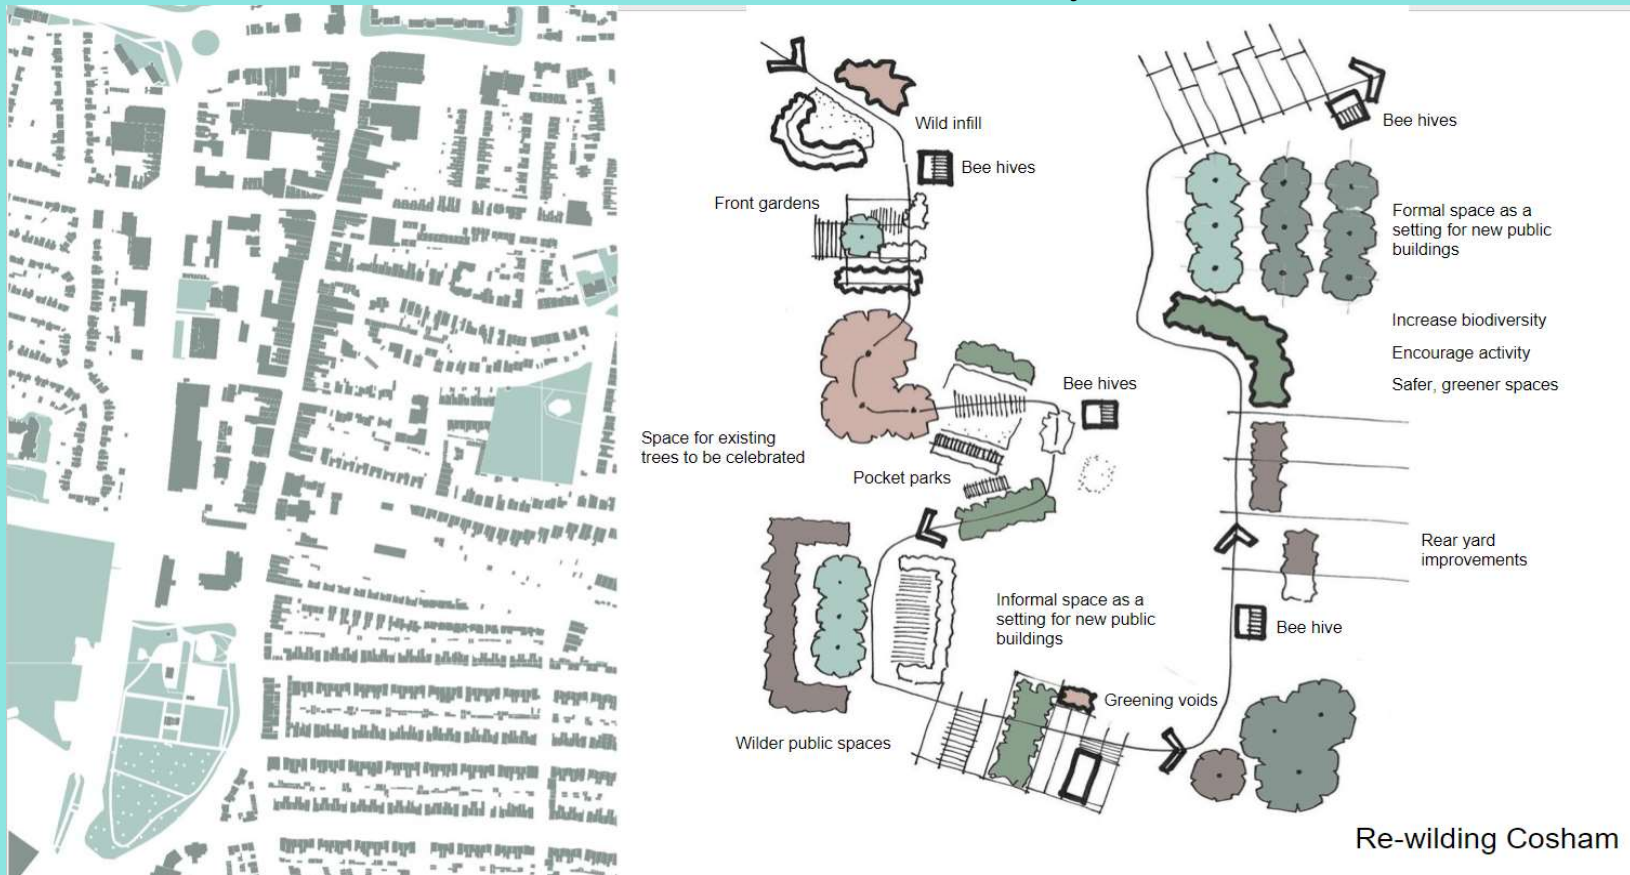 Wild infill
Bee hives
Bee hives
Front gardens
Formal space as a
setting for new public
buildings
Increase biodiversity
Encourage activity
Safer, greener spaces
Bee hives
Space for existing
trees to be celebrated
Pocket parks
Rear yard
improvements
Informal space as a
setting for new public
buildings
Bee hive
Greening voids
Wilder public spaces
Re-wilding Cosham